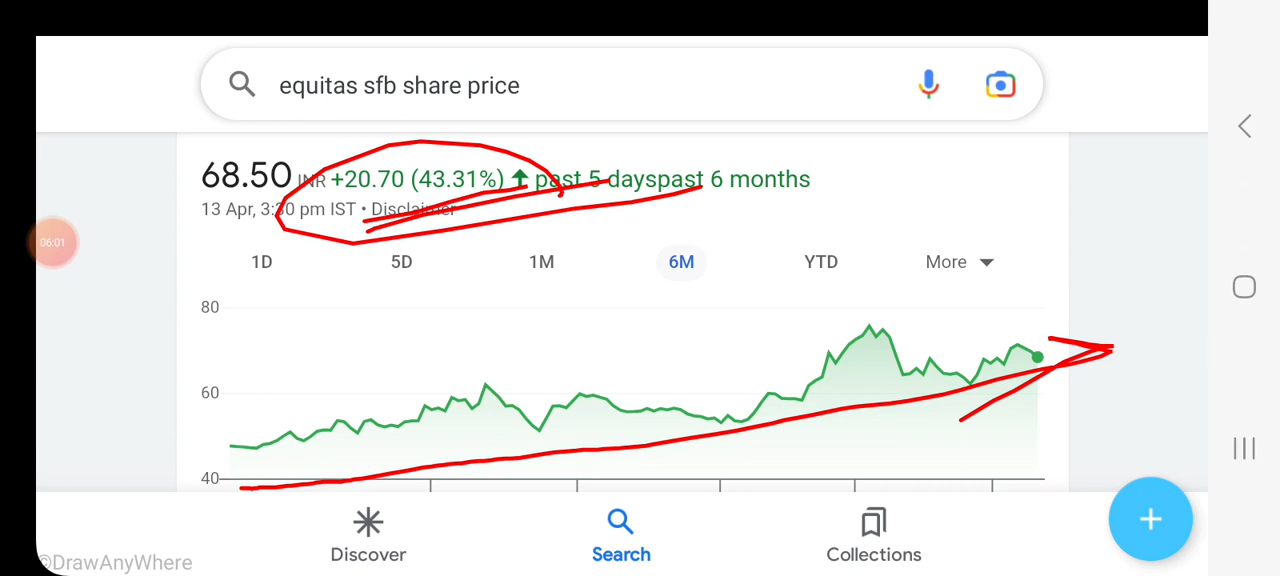 equitas sfb share price
68.50 INR +20.70 (43.31%) past 5 dayspast 6 months
13 Apr, 3:30 pm IST • Disclaimer
06:01
1D 5D 1M 6M YTD More
80
60
40
Discover Search Collections
©DrawAnyWhere